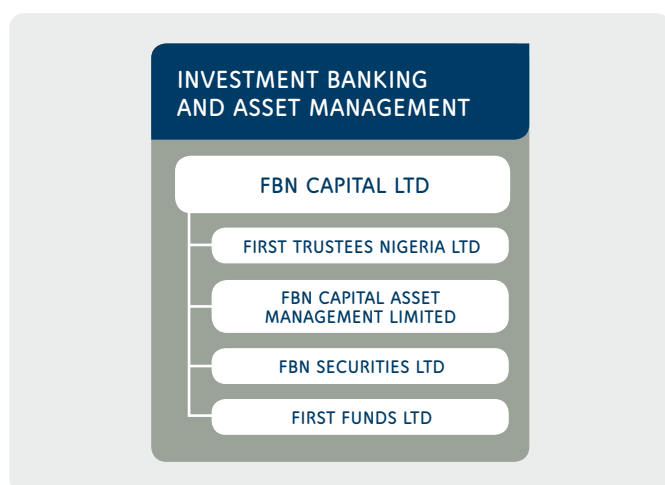 INVESTMENT BANKING
AND ASSET MANAGEMENT
FBN CAPITAL LTD
FIRST TRUSTEES NIGERIA LTD
FBN CAPITAL ASSET
MANAGEMENT LIMITED
FBN SECURITIES LTD
FIRST FUNDS LTD